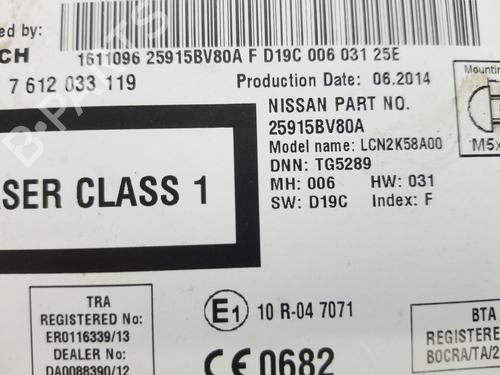 ed by:
CH
1611096 25915BV80A F D19C 006 031 25E
7 612 033 119
Production Date: 06.2014
NISSAN PART NO.
25915BV80A
Model name: LCN2K58A00
DNN: TG5289
MH: 006 HW: 031
SW: D19C Index: F
Mounting
M5x
ASER CLASS 1
TRA
REGISTERED No:
ER0116339/13
DEALER No:
DA0088390/12
E1 10 R-04 7071
CE 0682
BTA
REGISTERE
BOCRA/TA/2
B-PARTS